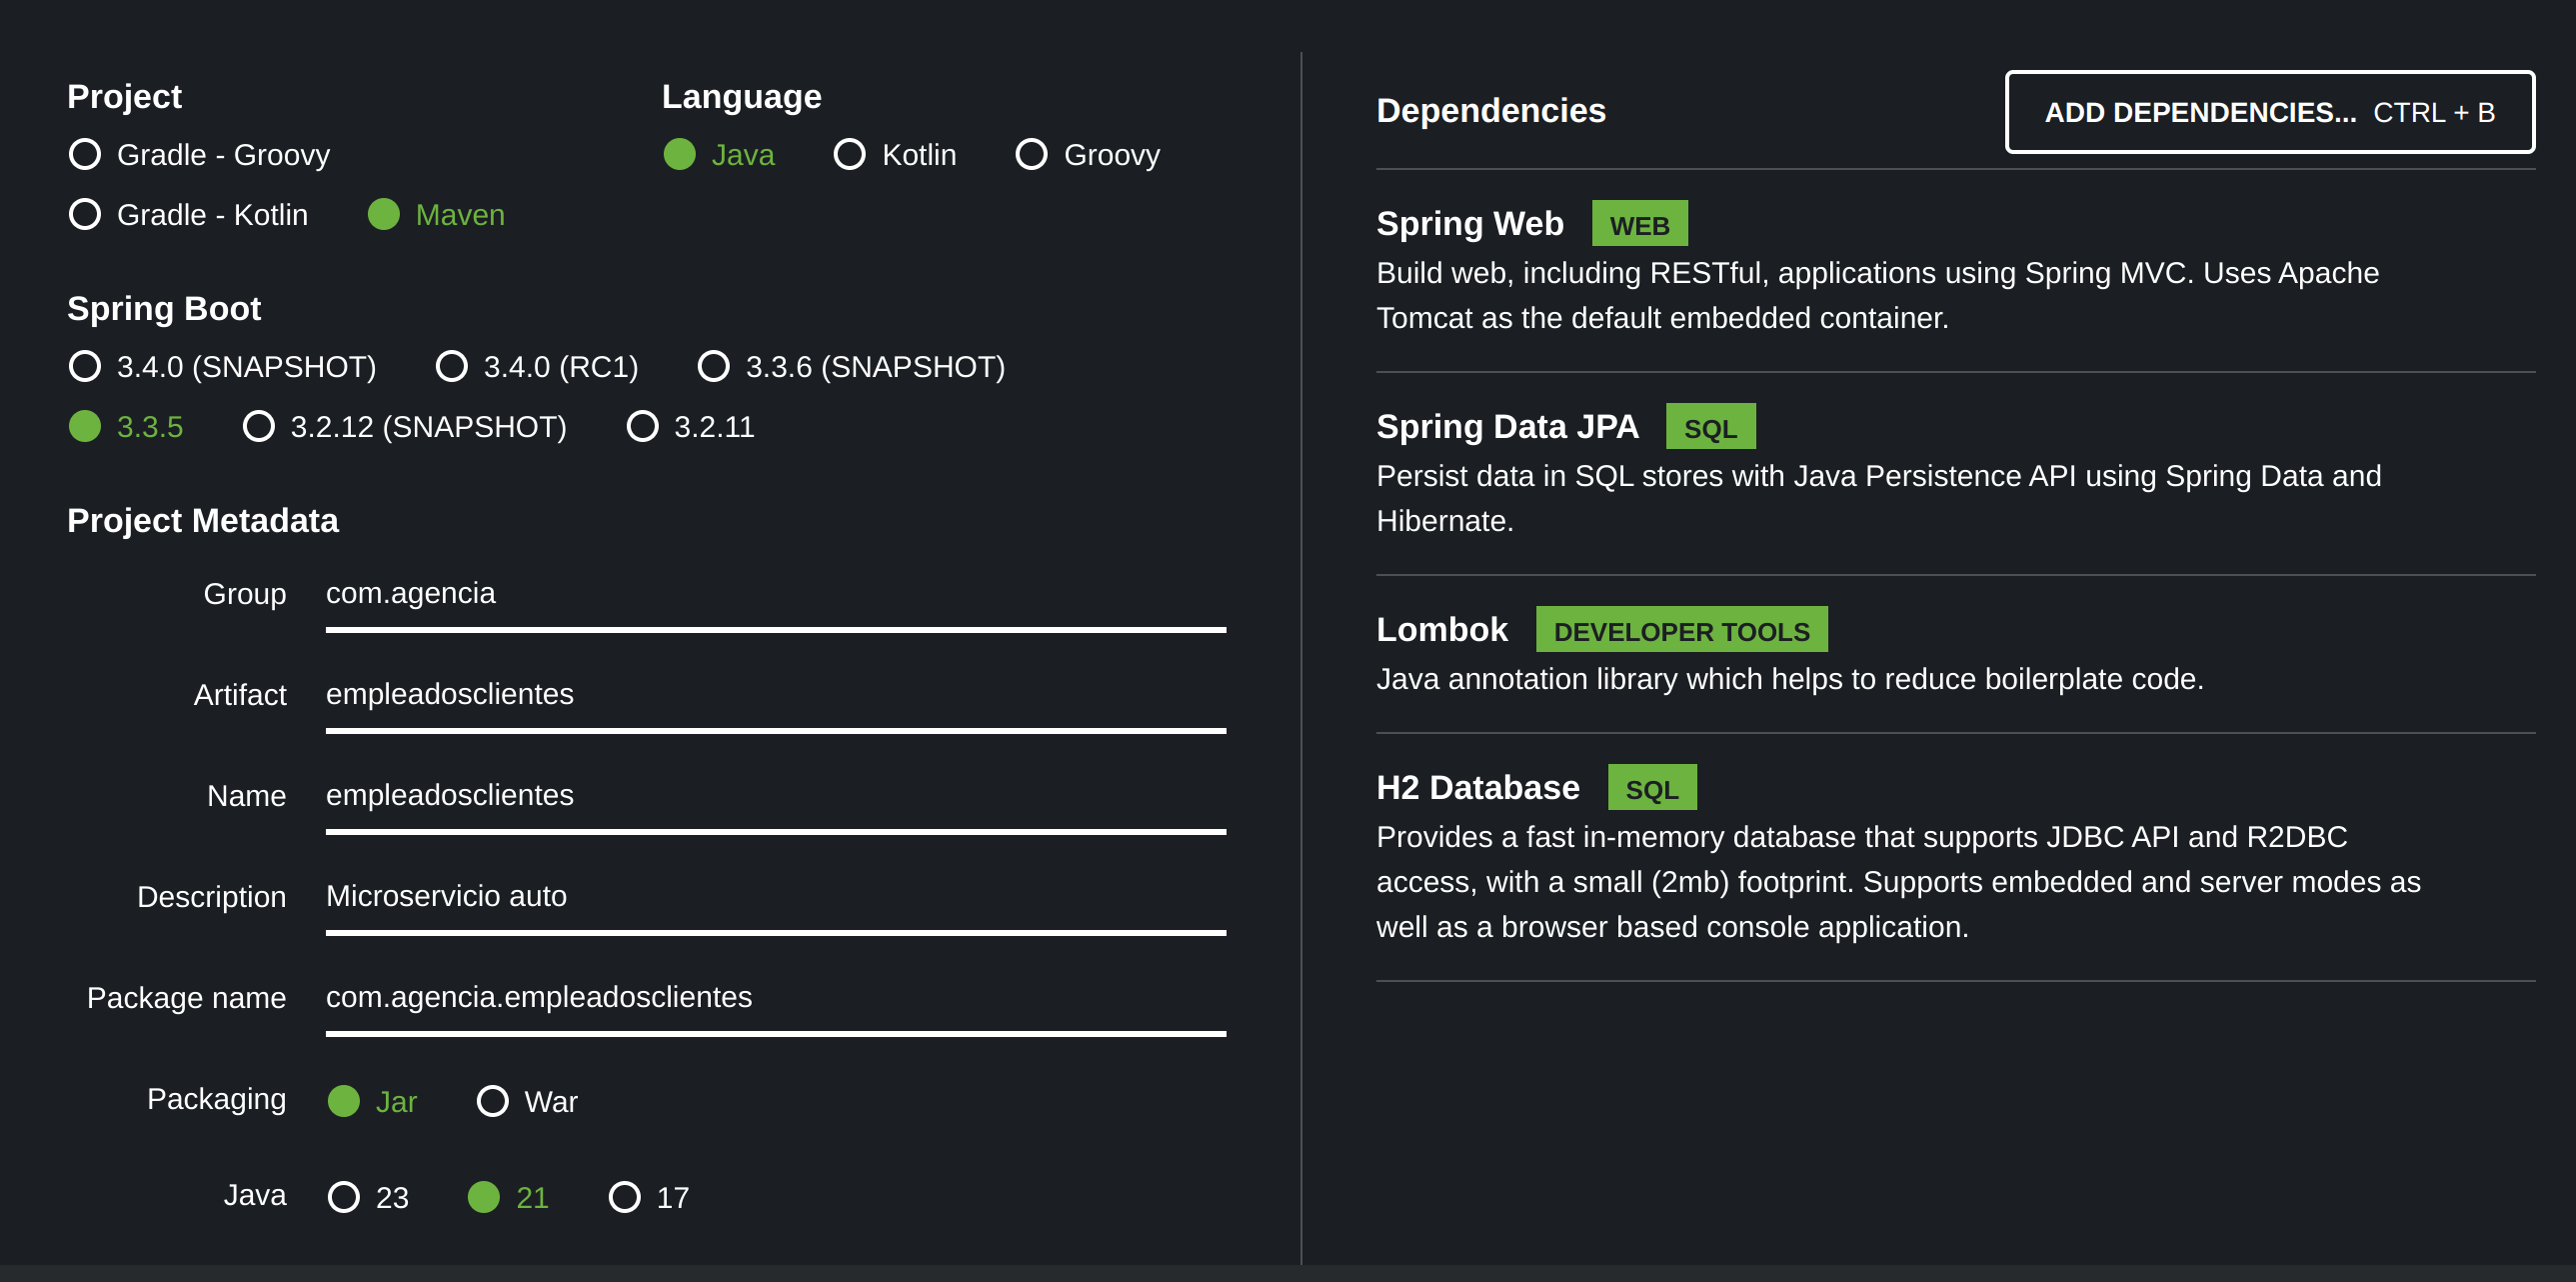 Project
Gradle - Groovy
Gradle - Kotlin Maven
Language
Java Kotlin Groovy
Spring Boot
3.4.0 (SNAPSHOT) 3.4.0 (RC1) 3.3.6 (SNAPSHOT)
3.3.5 3.2.12 (SNAPSHOT) 3.2.11
Project Metadata
Group com.agencia
Artifact empleadosclientes
Name empleadosclientes
Description Microservicio auto
Package name com.agencia.empleadosclientes
Packaging Jar War
Java 23 21 17
Dependencies ADD DEPENDENCIES... CTRL + B
Spring Web WEB
Build web, including RESTful, applications using Spring MVC. Uses Apache
Tomcat as the default embedded container.
Spring Data JPA SQL
Persist data in SQL stores with Java Persistence API using Spring Data and
Hibernate.
Lombok DEVELOPER TOOLS
Java annotation library which helps to reduce boilerplate code.
H2 Database SQL
Provides a fast in-memory database that supports JDBC API and R2DBC
access, with a small (2mb) footprint. Supports embedded and server modes as
well as a browser based console application.